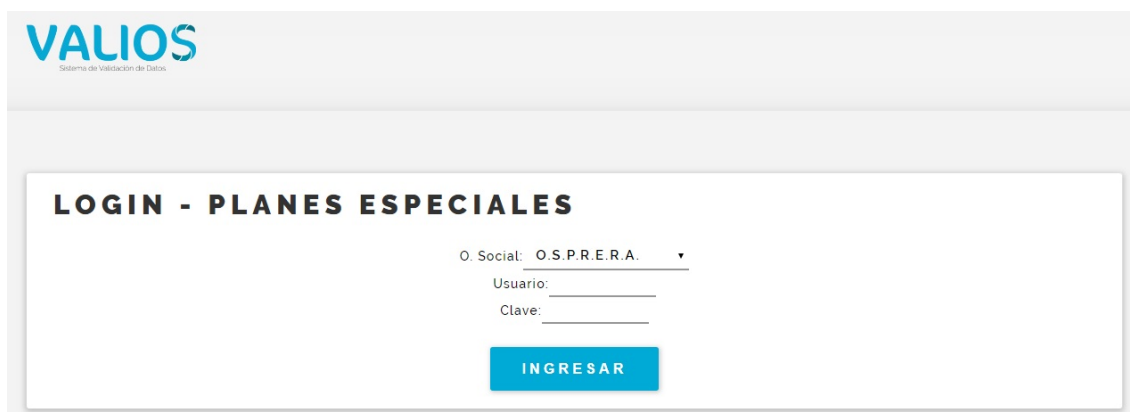 VALIOS
Sistema de Validación de Datos
LOGIN - PLANES ESPECIALES
O. Social: O.S.P.R.E.R.A.
Usuario:
Clave:
INGRESAR